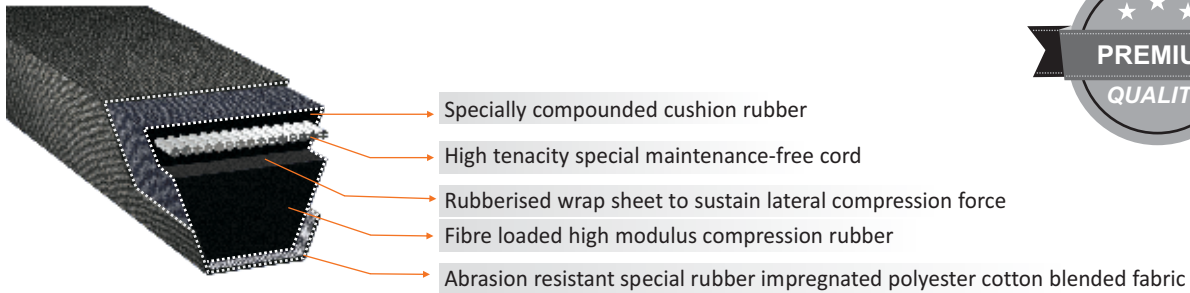 PREMIU
QUALIT
Specially compounded cushion rubber
High tenacity special maintenance-free cord
Rubberised wrap sheet to sustain lateral compression force
Fibre loaded high modulus compression rubber
Abrasion resistant special rubber impregnated polyester cotton blended fabric